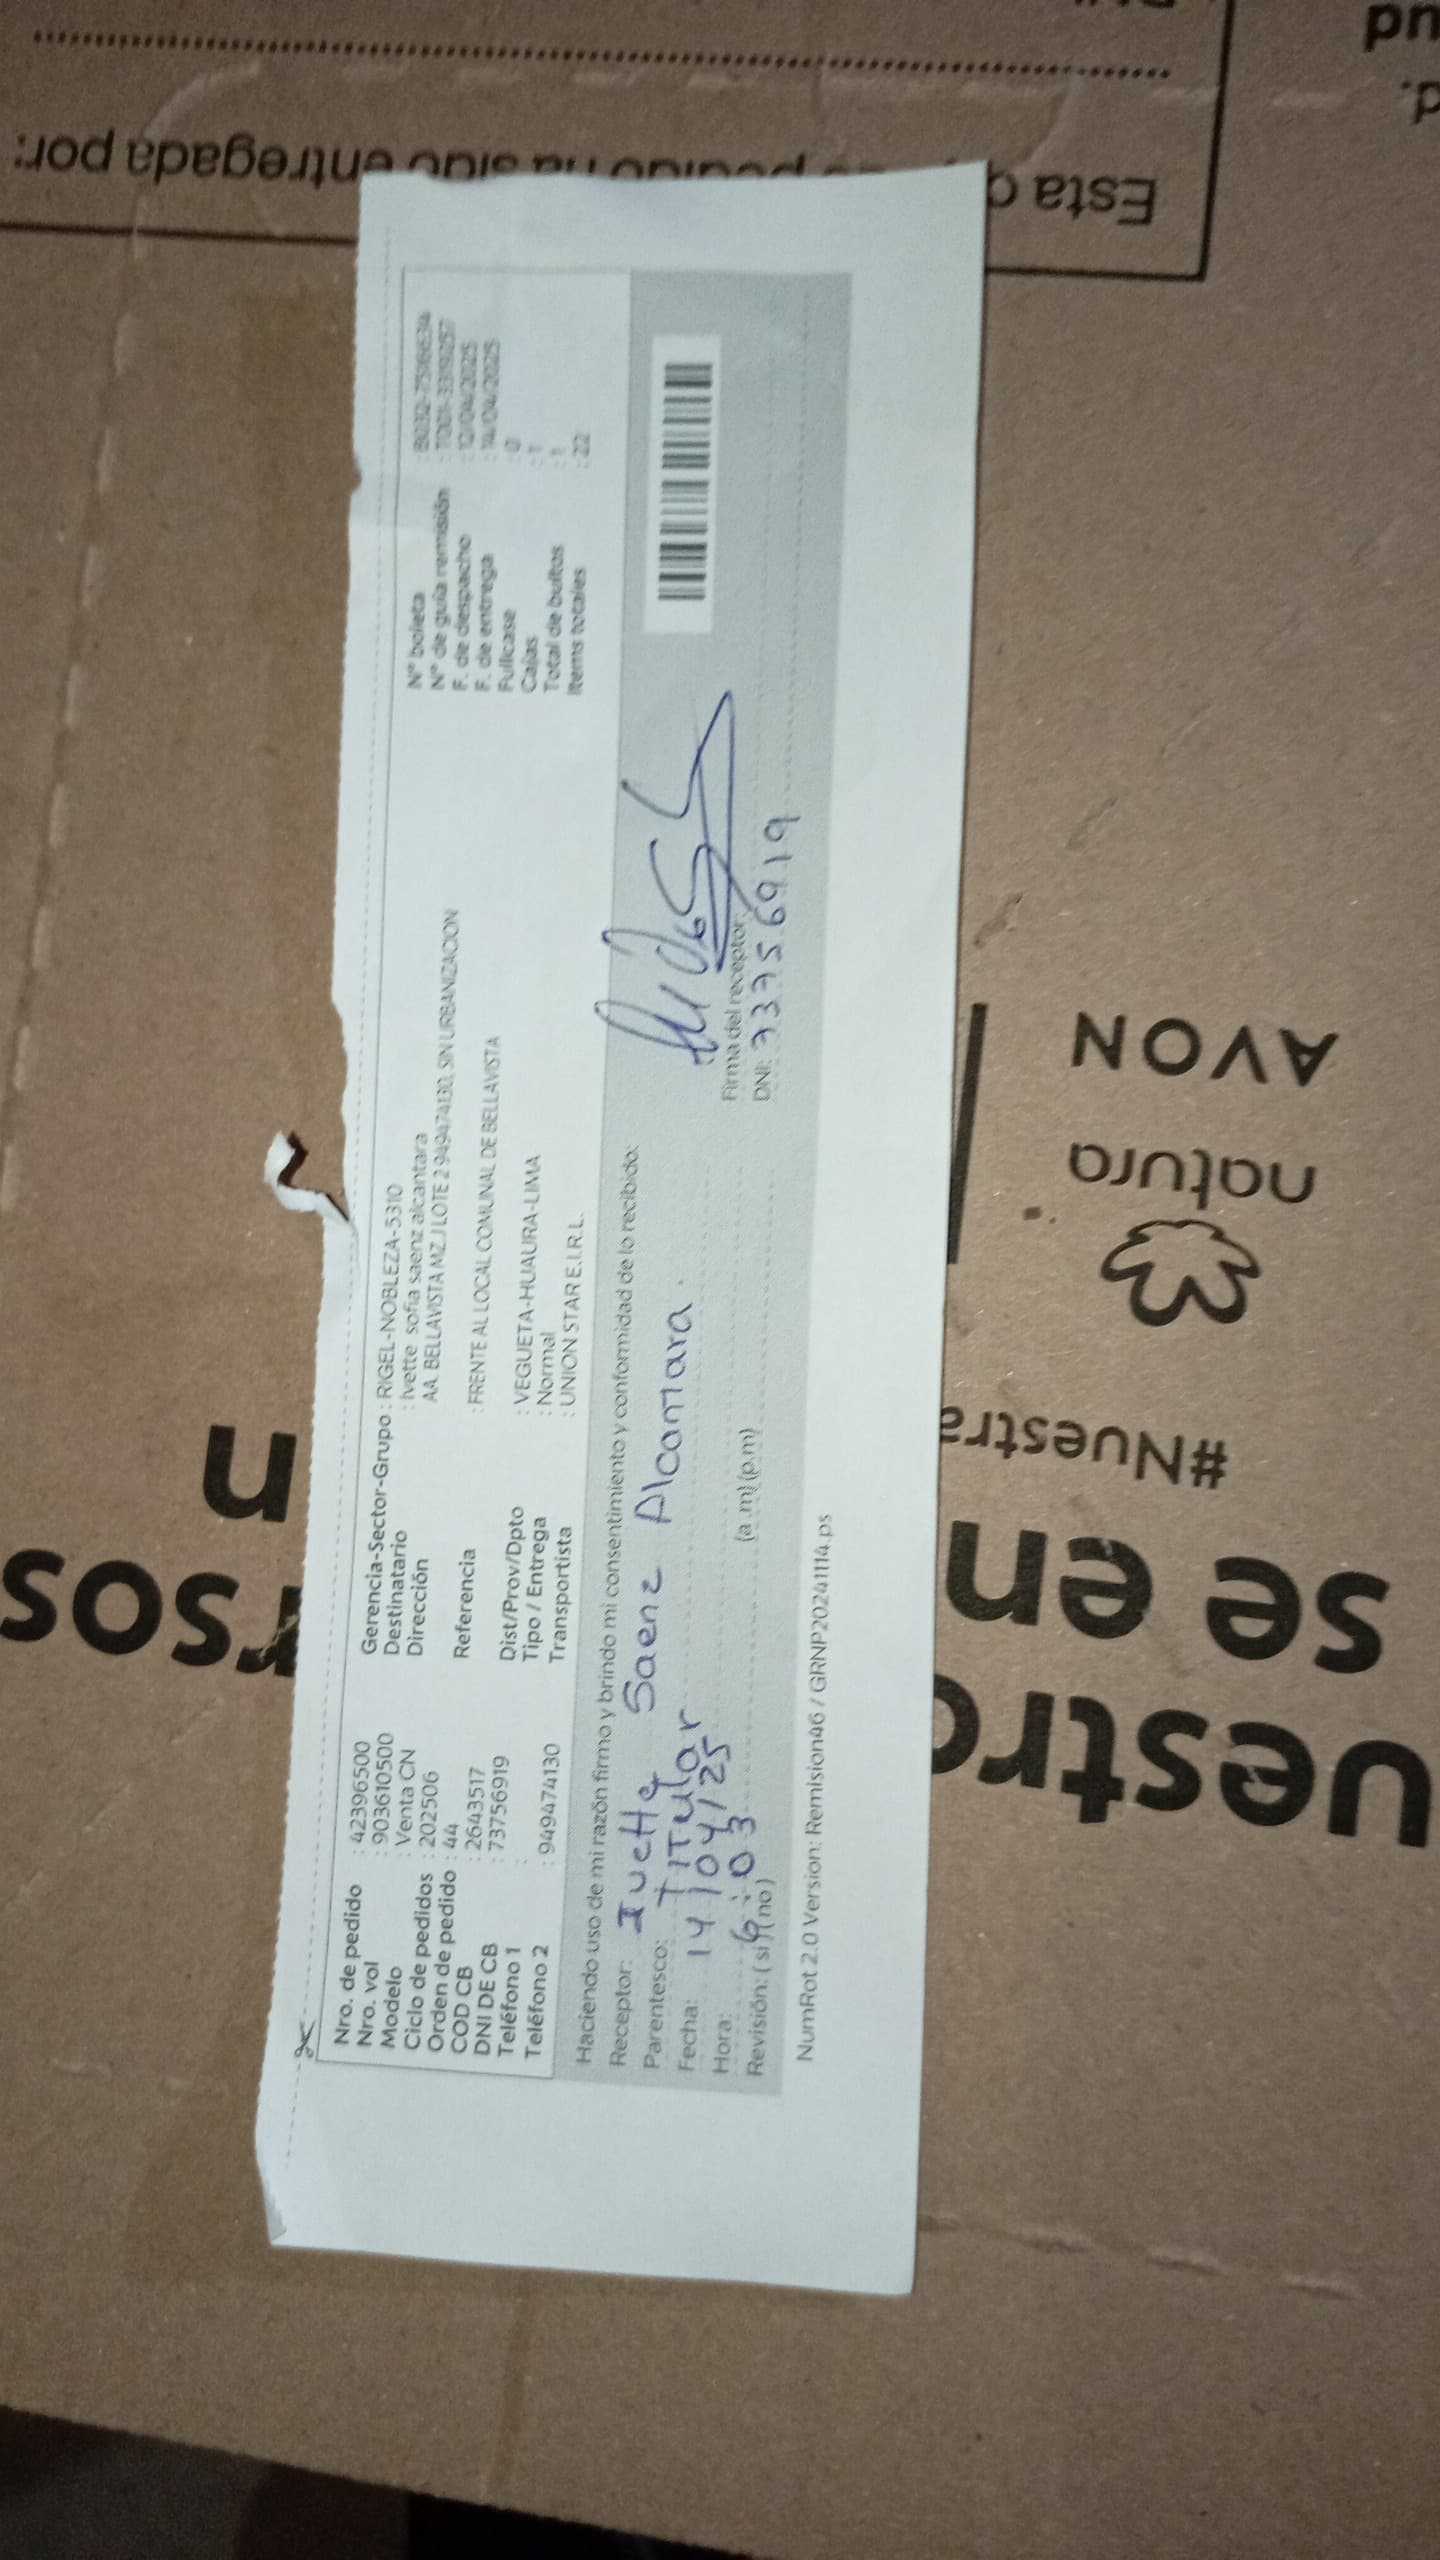 Nro. de pedido : 42396500
Nro. vol : 903610500
Modelo : Venta CN
Ciclo de pedidos : 202506
Orden de pedido : 44
COD CB : 2643517
DNI DE CB : 73756919
Teléfono 1 :
Teléfono 2 : 949474130
Gerencia-Sector-Grupo : RIGEL-NOBLEZA-5310
Destinatario : ivette sofia saenz alcantara
Dirección AA. BELLAVISTA MZ.J LOTE 2 949474130, SIN URBANIZACION
Referencia : FRENTE AL LOCAL COMUNAL DE BELLAVISTA
Dist/Prov/Dpto : VEGUETA-HUAURA-LIMA
Tipo / Entrega : Normal
Transportista : UNION STAR E.I.R.L.
N° boleta
N° de guía remisión
F. de despacho : 12/04/2025
F. de entrega : 14/04/2025
Fullcase : 0
Cajas : 1
Total de bultos : 1
Items totales : 22
Haciendo uso de mi razón firmo y brindo mi consentimiento y conformidad de lo recibido:
Receptor: Ivette Saenz Alcantara.
Parentesco: TITular
Fecha: 14/04/25
Hora: :03 (a.m) (p.m)
Revisión: ( si / no )
Firma del receptor
DNI: 73756919
NumRot 2.0 Version: Remision46 / GRNP20241114.ps
Esta pedido ha sido entregada por:
natura
AVON
#Nuestra
se en